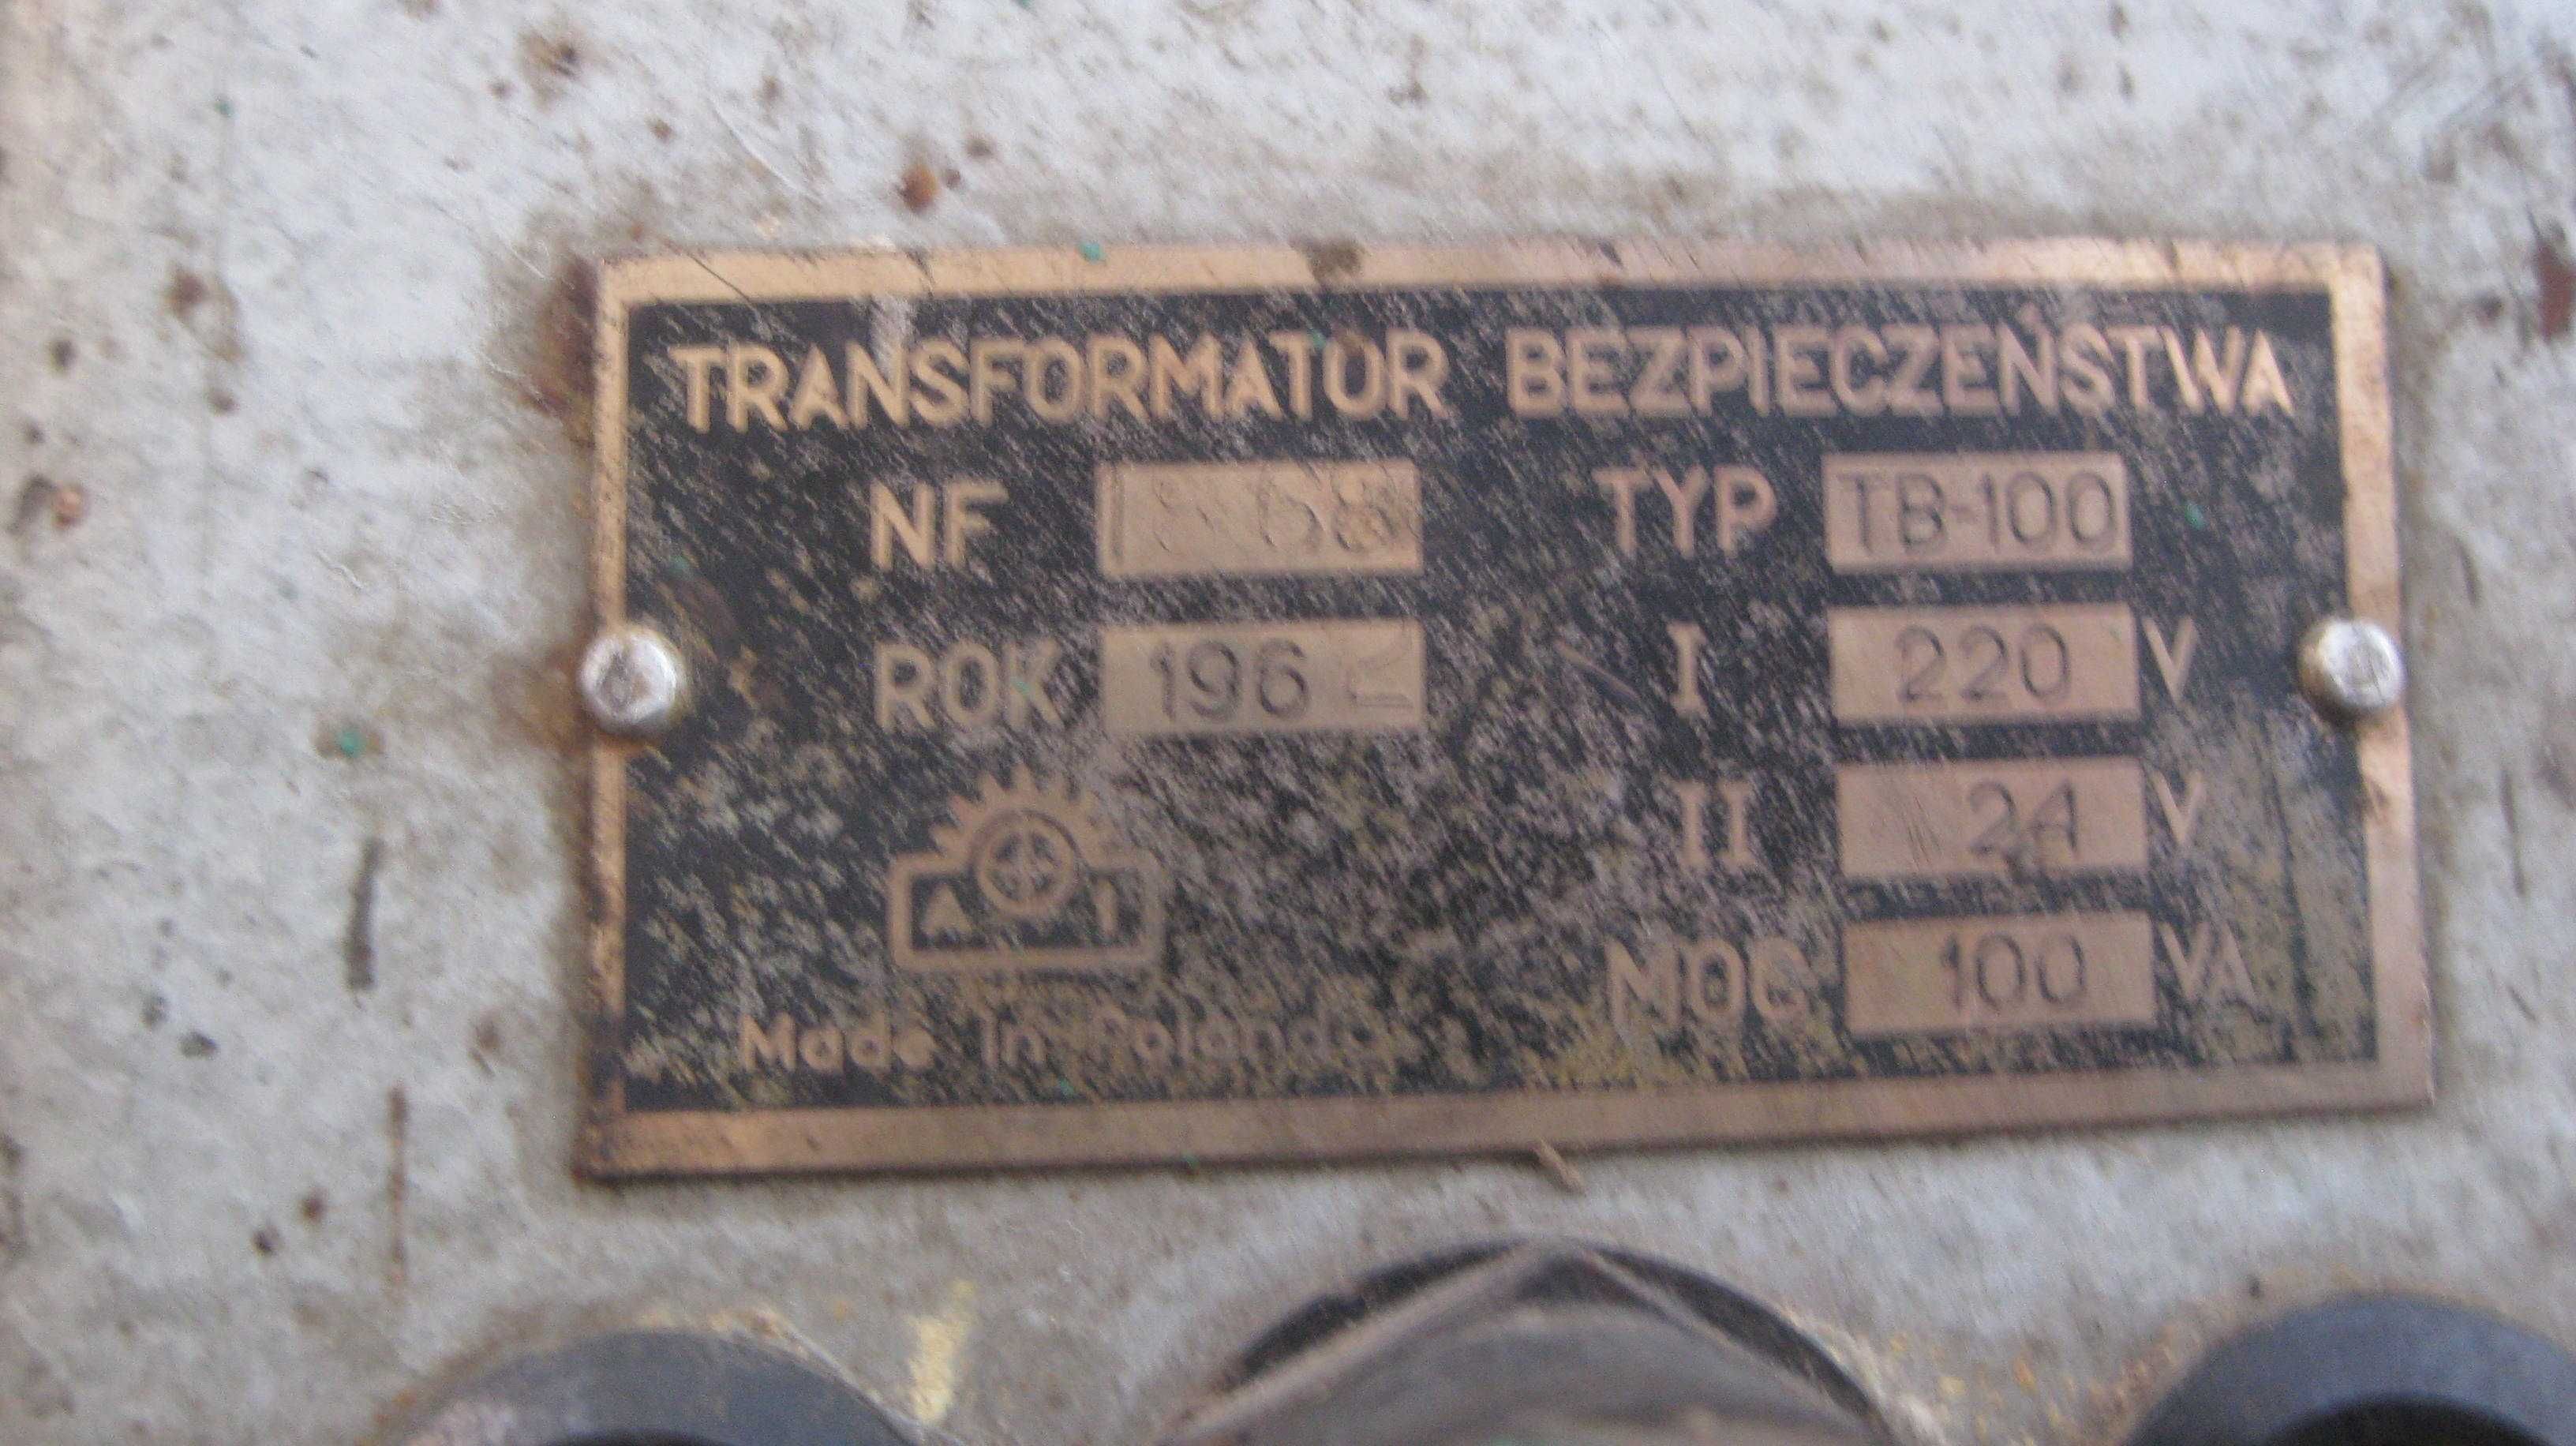 TRANSFORMATOR BEZPIECZEŃSTWA
NF TYP TB-100
ROK 196 I 220 V
II 24 V
A I
MOC 100 VA
Made in Poland